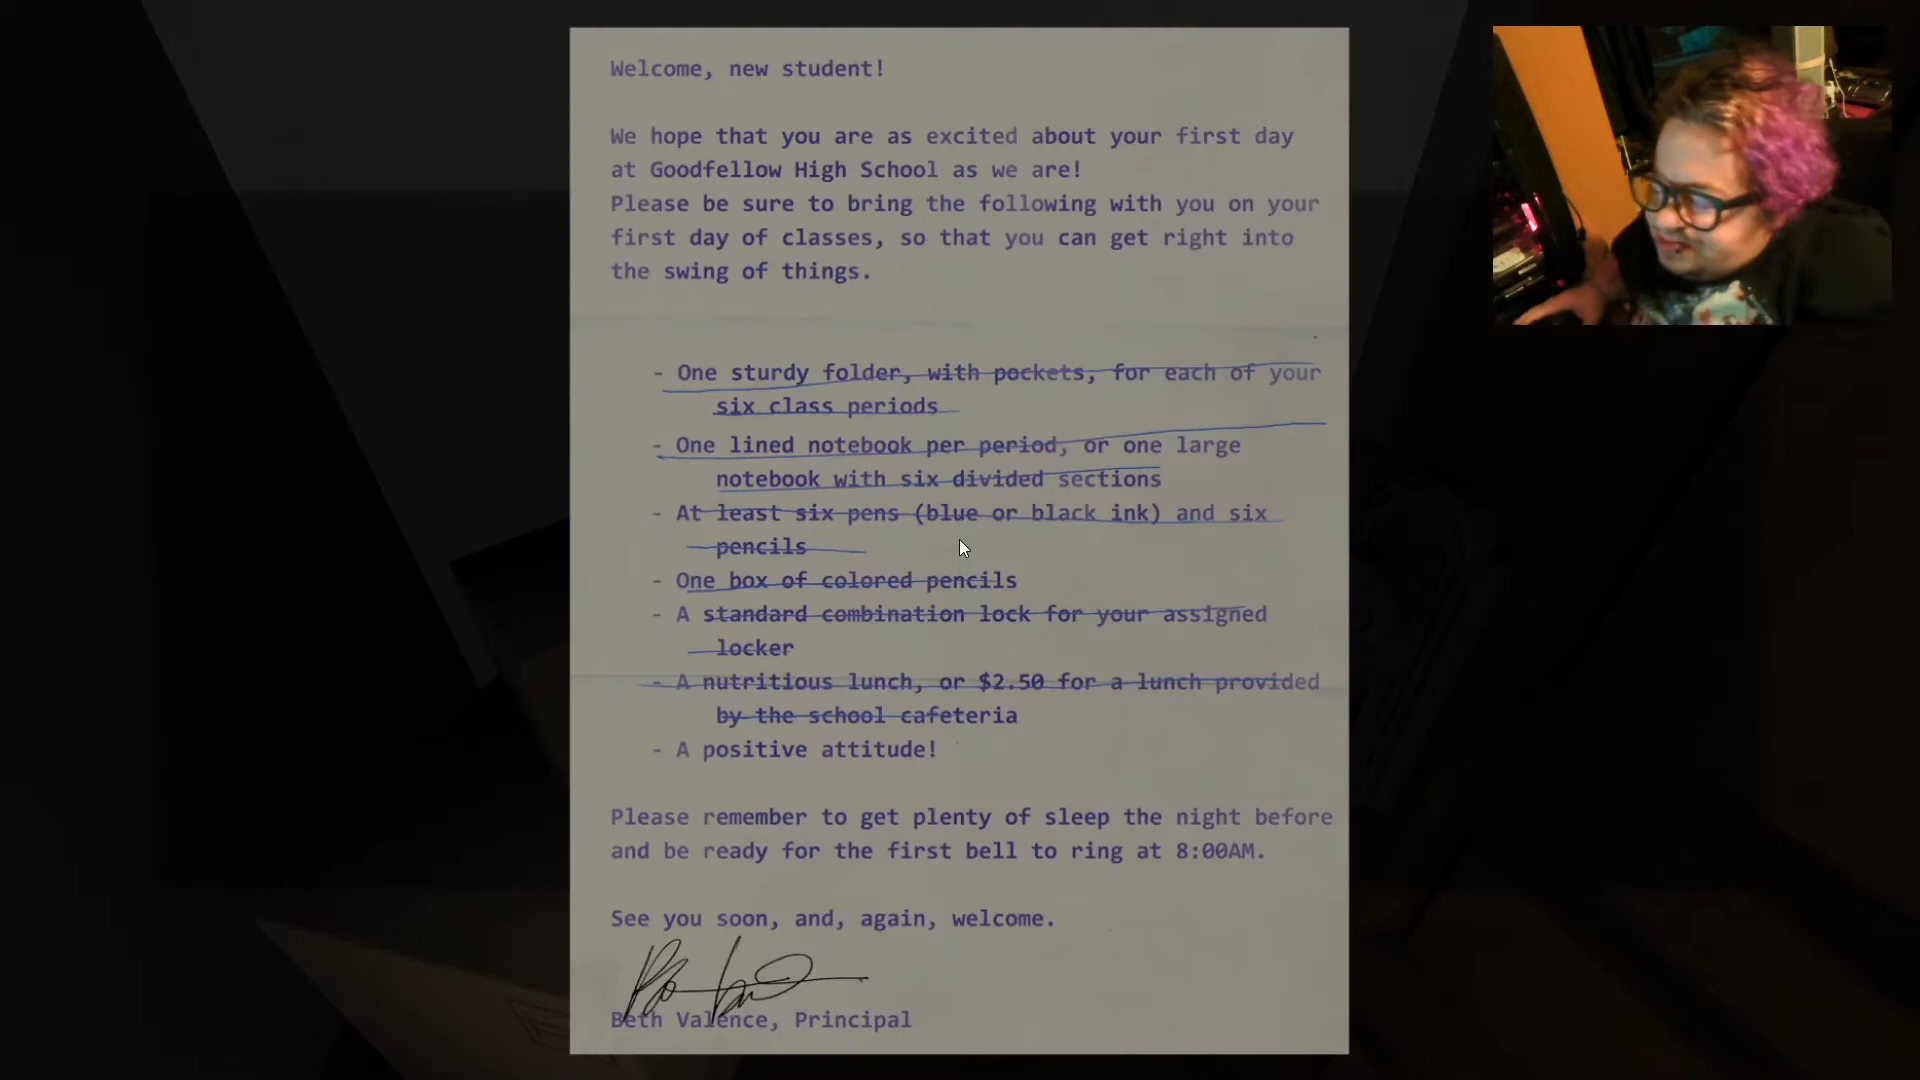 Welcome, new student!
We hope that you are as excited about your first day
at Goodfellow High School as we are!
Please be sure to bring the following with you on your
first day of classes, so that you can get right into
the swing of things.
- One sturdy folder, with pockets, for each of your
six class periods
- One lined notebook per period, or one large
notebook with six divided sections
- At least six pens (blue or black ink) and six
pencils
- One box of colored pencils
- A standard combination lock for your assigned
locker
- A nutritious lunch, or $2.50 for a lunch provided
by the school cafeteria
- A positive attitude!
Please remember to get plenty of sleep the night before
and be ready for the first bell to ring at 8:00AM.
See you soon, and, again, welcome.
Beth Valence, Principal